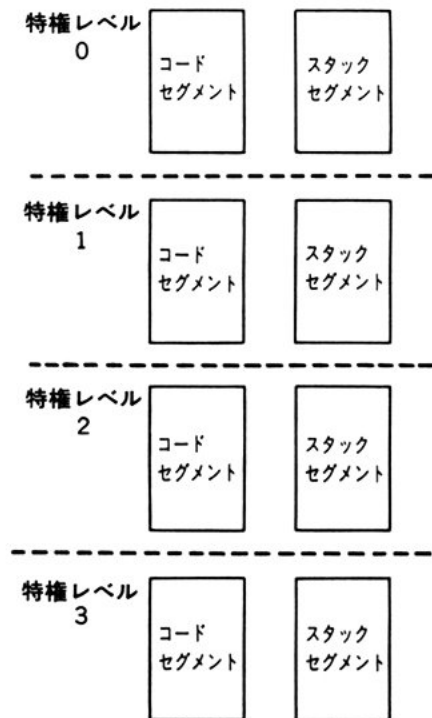 特権レベル
0
コード
セグメント
スタック
セグメント
特権レベル
1
コード
セグメント
スタック
セグメント
特権レベル
2
コード
セグメント
スタック
セグメント
特権レベル
3
コード
セグメント
スタック
セグメント